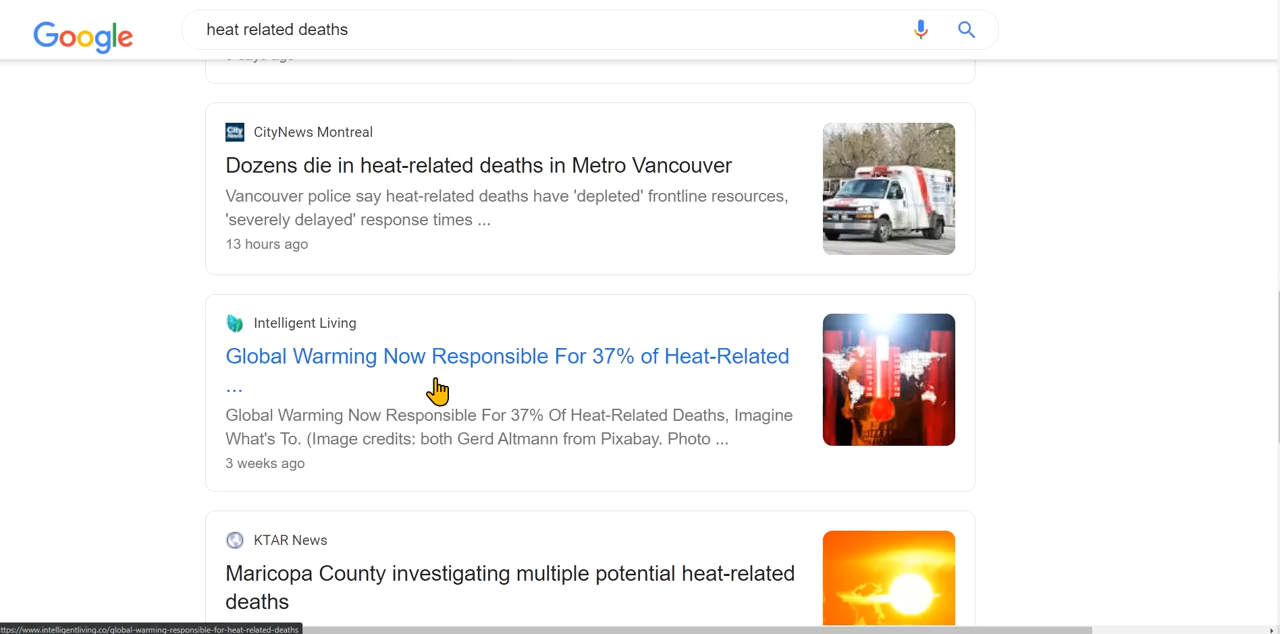 Google
heat related deaths
days ago
City
CityNews Montreal
Dozens die in heat-related deaths in Metro Vancouver
Vancouver police say heat-related deaths have 'depleted' frontline resources,
'severely delayed' response times ...
13 hours ago
Intelligent Living
Global Warming Now Responsible For 37% of Heat-Related
...
Global Warming Now Responsible For 37% Of Heat-Related Deaths, Imagine
What's To. (Image credits: both Gerd Altmann from Pixabay. Photo ...
3 weeks ago
KTAR News
Maricopa County investigating multiple potential heat-related
deaths
ttps://www.intelligentliving.co/global-warming-responsible-for-heat-related-deaths